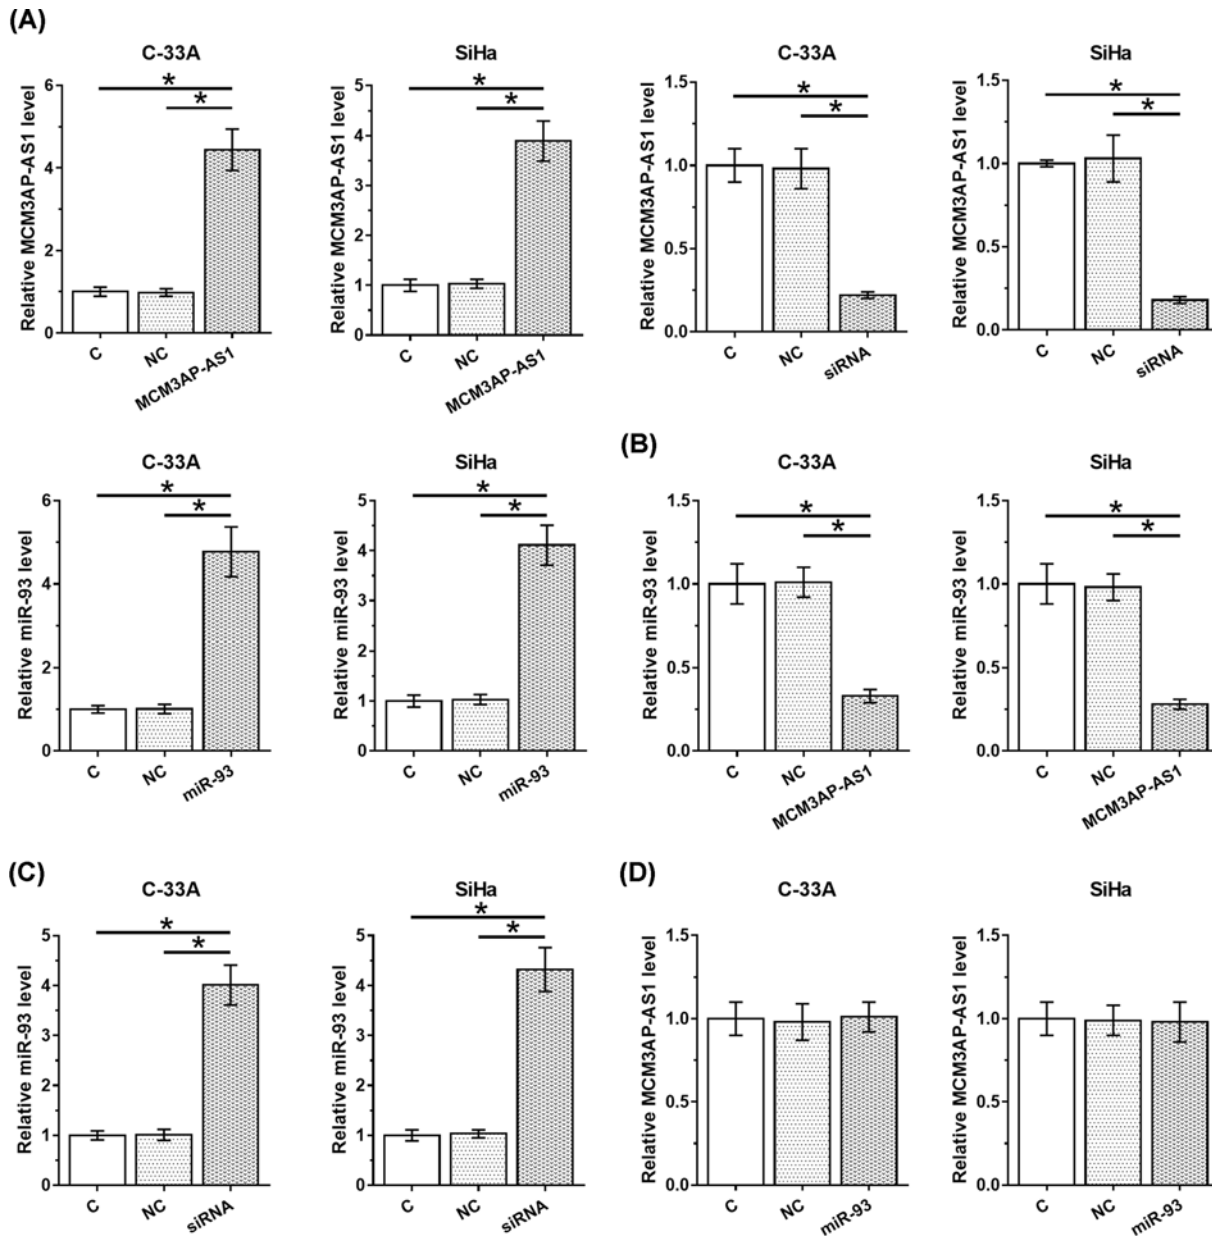 (A)
C-33A
Relative MCM3AP-AS1 level
6
4
2
0
*
*
C
NC
MCM3AP-AS1
SiHa
Relative MCM3AP-AS1 level
5
4
3
2
1
0
*
*
C
NC
MCM3AP-AS1
C-33A
Relative MCM3AP-AS1 level
1.5
1.0
0.5
0.0
*
*
C
NC
siRNA
SiHa
Relative MCM3AP-AS1 level
1.5
1.0
0.5
0.0
*
*
C
NC
siRNA
C-33A
Relative miR-93 level
6
4
2
0
*
*
C
NC
miR-93
SiHa
Relative miR-93 level
5
4
3
2
1
0
*
*
C
NC
miR-93
(B)
C-33A
Relative miR-93 level
1.5
1.0
0.5
0.0
*
*
C
NC
MCM3AP-AS1
SiHa
Relative miR-93 level
1.5
1.0
0.5
0.0
*
*
C
NC
MCM3AP-AS1
(C)
C-33A
Relative miR-93 level
5
4
3
2
1
0
*
*
C
NC
siRNA
SiHa
Relative miR-93 level
5
4
3
2
1
0
*
*
C
NC
siRNA
(D)
C-33A
Relative MCM3AP-AS1 level
1.5
1.0
0.5
0.0
C
NC
miR-93
SiHa
Relative MCM3AP-AS1 level
1.5
1.0
0.5
0.0
C
NC
miR-93